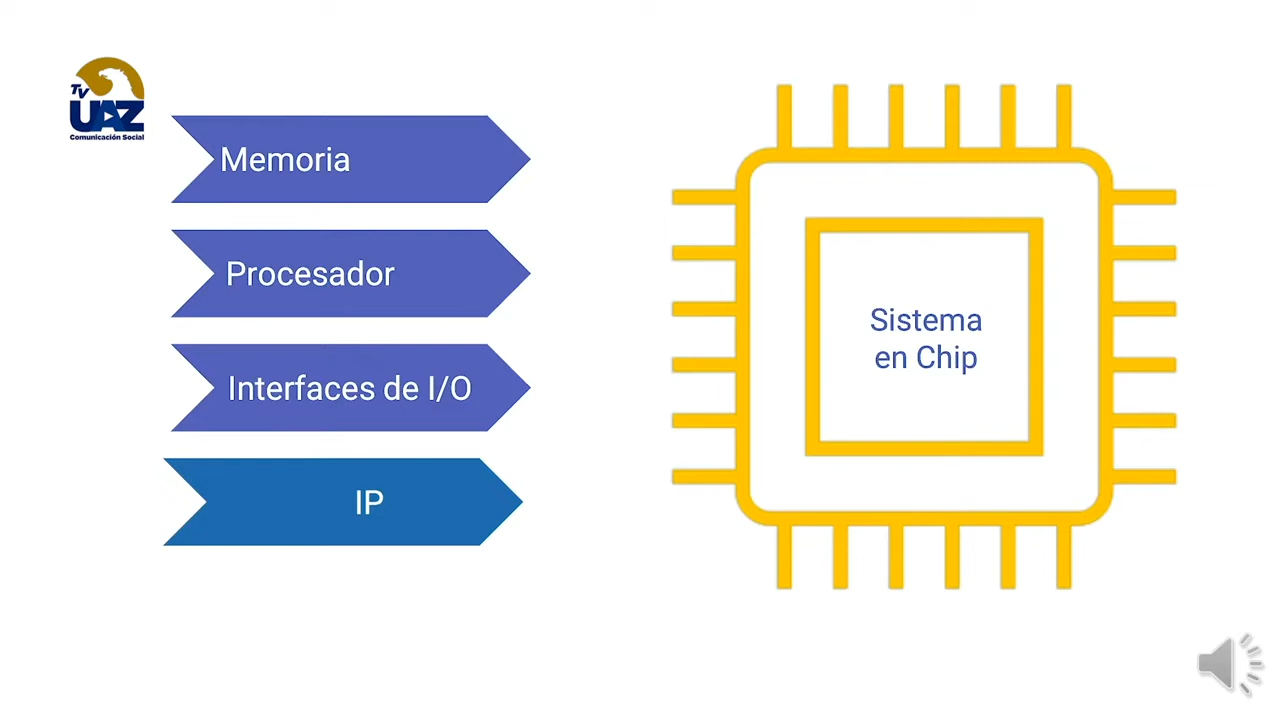 TV
UAZ
Comunicación Social
Memoria
Procesador
Interfaces de I/O
IP
Sistema
en Chip